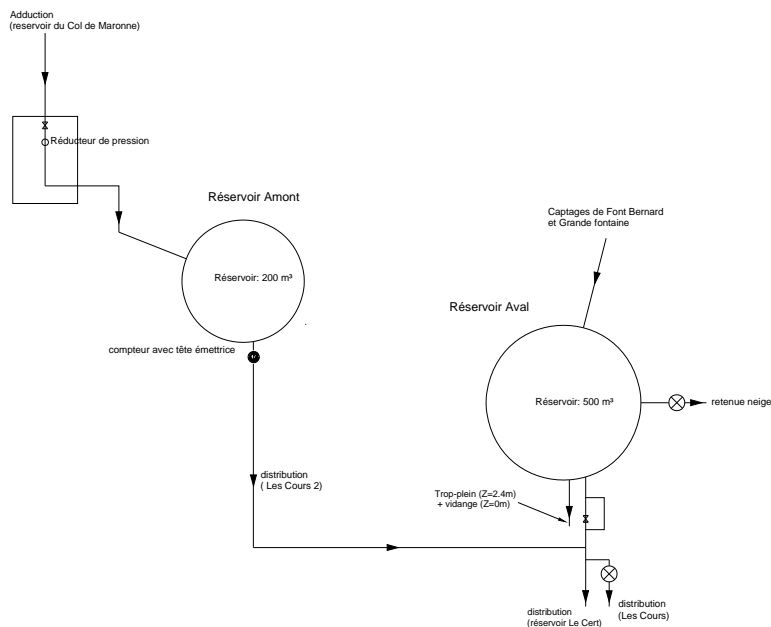 Adduction
(reservoir du Col de Maronne)
Réducteur de pression
Réservoir Amont
Réservoir: 200 m³
compteur avec tête émettrice
Captages de Font Bernard
et Grande fontaine
Réservoir Aval
Réservoir: 500 m³
retenue neige
distribution
( Les Cours 2)
Trop-plein (Z=2.4m)
+ vidange (Z=0m)
distribution
(réservoir Le Cert)
distribution
(Les Cours)